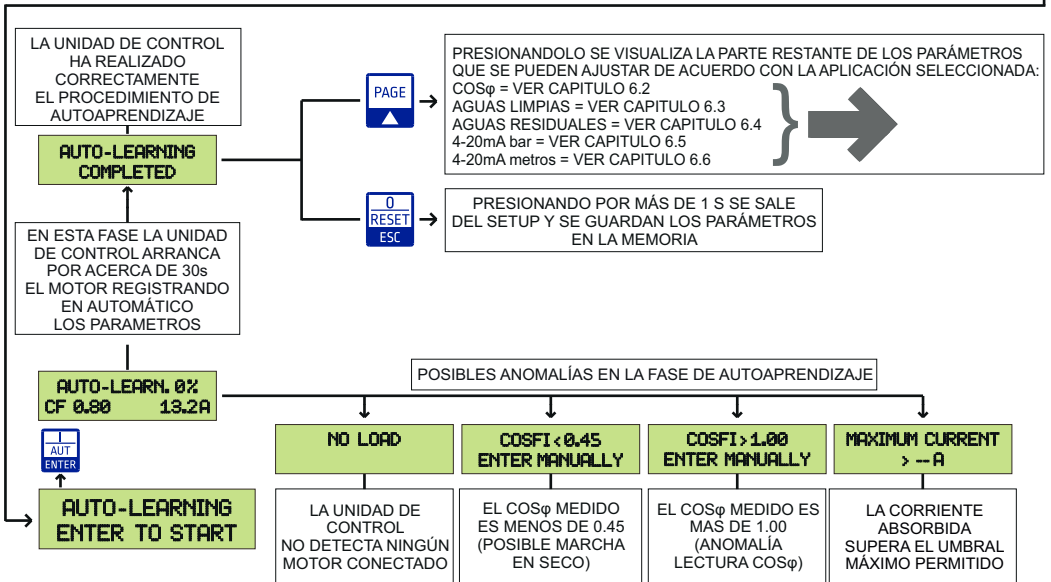 LA UNIDAD DE CONTROL
HA REALIZADO
CORRECTAMENTE
EL PROCEDIMIENTO DE
AUTOAPRENDIZAJE
AUTO-LEARNING
COMPLETED
PAGE
PRESIONANDOLO SE VISUALIZA LA PARTE RESTANTE DE LOS PARÁMETROS
QUE SE PUEDEN AJUSTAR DE ACUERDO CON LA APLICACIÓN SELECCIONADA:
COSφ = VER CAPITULO 6.2
AGUAS LIMPIAS = VER CAPITULO 6.3
AGUAS RESIDUALES = VER CAPITULO 6.4
4-20mA bar = VER CAPITULO 6.5
4-20mA metros = VER CAPITULO 6.6
0
RESET
ESC
PRESIONANDO POR MÁS DE 1 S SE SALE
DEL SETUP Y SE GUARDAN LOS PARÁMETROS
EN LA MEMORIA
EN ESTA FASE LA UNIDAD
DE CONTROL ARRANCA
POR ACERCA DE 30s
EL MOTOR REGISTRANDO
EN AUTOMÁTICO
LOS PARAMETROS
AUTO-LEARN. 0%
CF 0.80 13.2A
I
AUT
ENTER
AUTO-LEARNING
ENTER TO START
POSIBLES ANOMALÍAS EN LA FASE DE AUTOAPRENDIZAJE
NO LOAD
LA UNIDAD DE
CONTROL
NO DETECTA NINGÚN
MOTOR CONECTADO
COSFI<0.45
ENTER MANUALLY
EL COSφ MEDIDO
ES MENOS DE 0.45
(POSIBLE MARCHA
EN SECO)
COSFI>1.00
ENTER MANUALLY
EL COSφ MEDIDO ES
MAS DE 1.00
(ANOMALÍA
LECTURA COSφ)
MAXIMUM CURRENT
> -- A
LA CORRIENTE
ABSORBIDA
SUPERA EL UMBRAL
MÁXIMO PERMITIDO